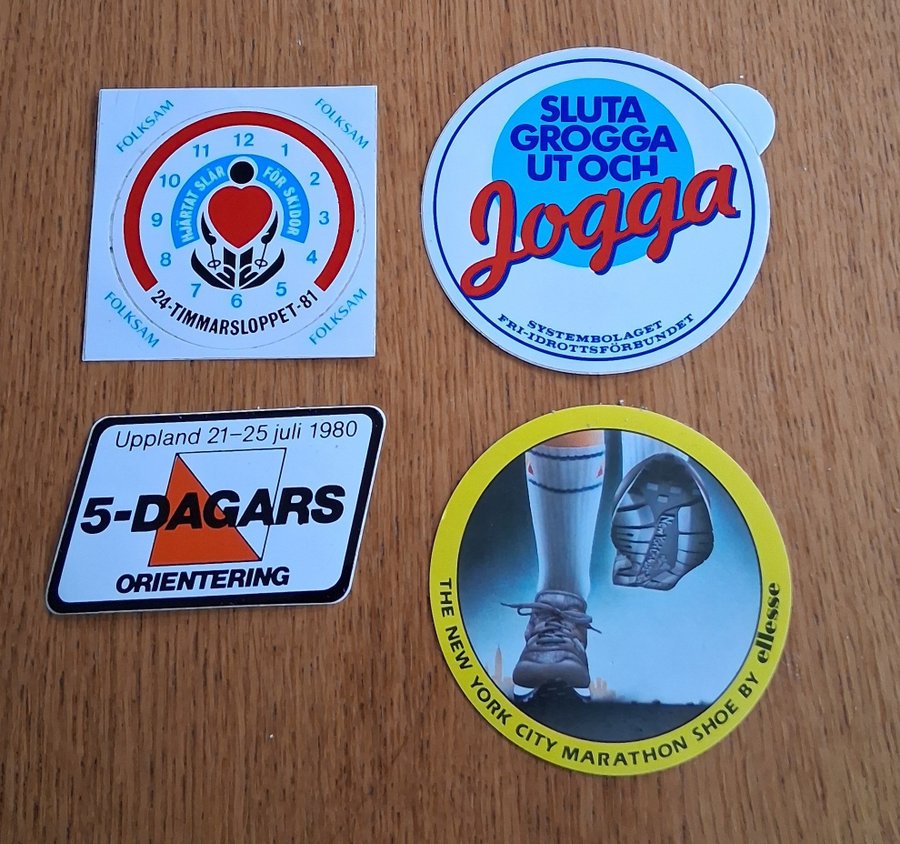 FOLKSAM
FOLKSAM
12
1
2
3
4
5
6
7
8
9
10
11
HJÄRTAT SLÅR FÖR SKIDOR
24-TIMMARSLOPPET-81
FOLKSAM
FOLKSAM
SLUTA
GROGGA
UT OCH
Jogga
SYSTEMBOLAGET
FRI-IDROTTSFÖRBUNDET
Uppland 21-25 juli 1980
5-DAGARS
ORIENTERING
THE NEW YORK CITY MARATHON SHOE BY ellesse